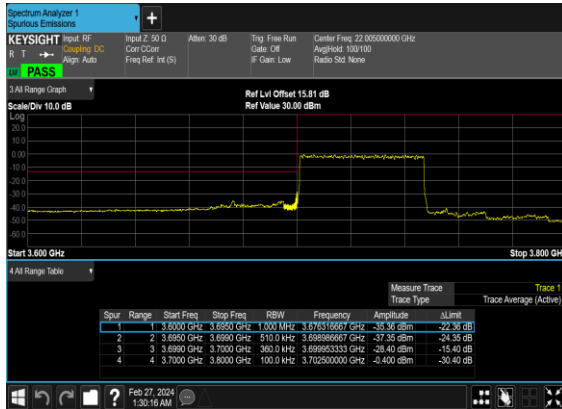 Spectrum Analyzer 1
Spurious Emissions
+
KEYSIGHT Input: RF Input Z: 50 Ω Atten: 30 dB Trig: Free Run Center Freq: 22.005000000 GHz
R T Coupling: DC Corr CCorr Gate: Off Avg|Hold: 100/100
Align: Auto Freq Ref: Int (S) IF Gain: Low Radio Std: None
LW PASS
3 All Range Graph Ref Lvl Offset 15.81 dB
Scale/Div 10.0 dB Ref Value 30.00 dBm
Log
20.0
10.0
0.00
-10.0
-20.0
-30.0
-40.0
-50.0
-60.0
Start 3.600 GHz Stop 3.800 GH
4 All Range Table
Measure Trace Trace 1
Trace Type Trace Average (Active)
Spur Range Start Freq Stop Freq RBW Frequency Amplitude ΔLimit
1 1 3.6000 GHz 3.6950 GHz 1.000 MHz 3.676316667 GHz -35.36 dBm -22.36 dB
2 2 3.6950 GHz 3.6990 GHz 510.0 kHz 3.698986667 GHz -37.35 dBm -24.35 dB
3 3 3.6990 GHz 3.7000 GHz 360.0 kHz 3.699953333 GHz -28.40 dBm -15.40 dB
4 4 3.7000 GHz 3.8000 GHz 100.0 kHz 3.702500000 GHz -0.400 dBm -30.40 dB
? Feb 27, 2024
1:30:16 AM